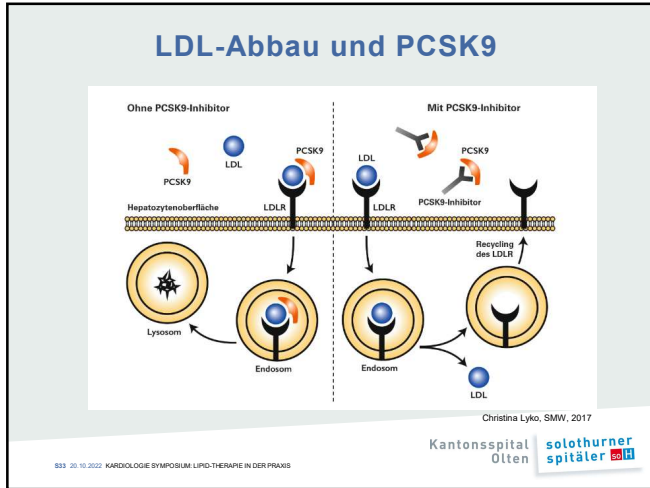 LDL-Abbau und PCSK9
Ohne PCSK9-Inhibitor
Mit PCSK9-Inhibitor
PCSK9
LDL
PCSK9
LDL
PCSK9
LDLR
LDLR
PCSK9-Inhibitor
Hepatozytenoberfläche
Recycling
des LDLR
Lysosom
Endosom
Endosom
LDL
Christina Lyko, SMW, 2017
S33 20.10.2022 KARDIOLOGIE SYMPOSIUM: LIPID-THERAPIE IN DER PRAXIS
Kantonsspital
Olten
solothurner
spitäler soH